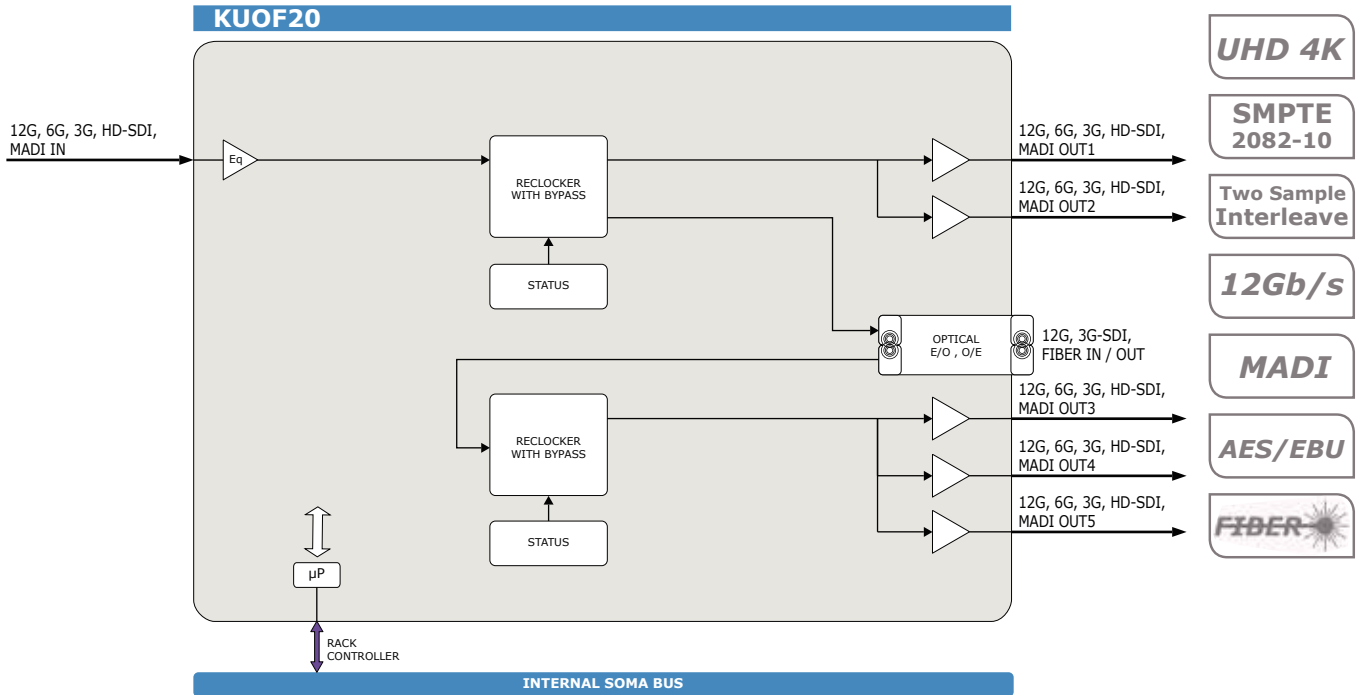 KUOF20
12G, 6G, 3G, HD-SDI,
MADI IN
Eq
RECLOCKER
WITH BYPASS
STATUS
12G, 6G, 3G, HD-SDI,
MADI OUT1
12G, 6G, 3G, HD-SDI,
MADI OUT2
OPTICAL
E/O , O/E
12G, 3G-SDI,
FIBER IN / OUT
RECLOCKER
WITH BYPASS
STATUS
12G, 6G, 3G, HD-SDI,
MADI OUT3
12G, 6G, 3G, HD-SDI,
MADI OUT4
12G, 6G, 3G, HD-SDI,
MADI OUT5
µP
RACK
CONTROLLER
INTERNAL SOMA BUS
UHD 4K
SMPTE
2082-10
Two Sample
Interleave
12Gb/s
MADI
AES/EBU
FIBER